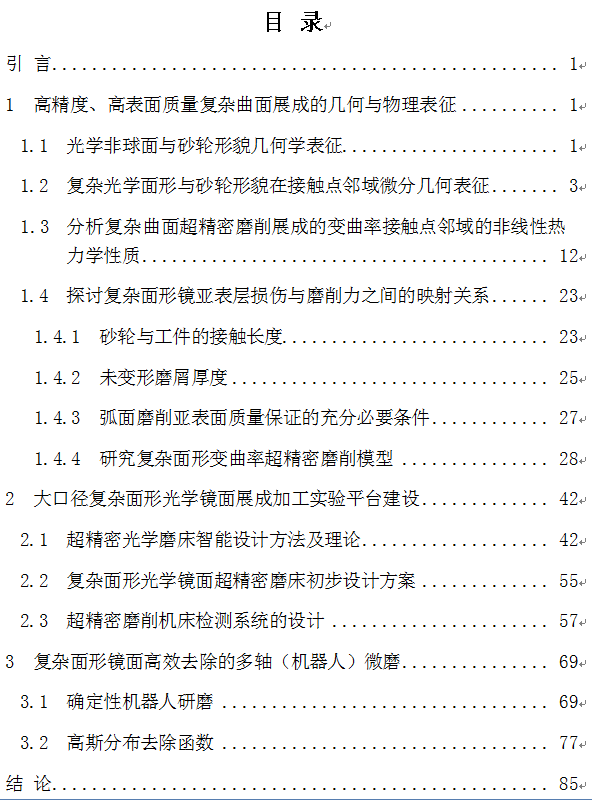 目 录
引 言 1
1 高精度、高表面质量复杂曲面展成的几何与物理表征 1
1.1 光学非球面与砂轮形貌几何学表征 1
1.2 复杂光学面形与砂轮形貌在接触点邻域微分几何表征 3
1.3 分析复杂曲面超精密磨削展成的变曲率接触点邻域的非线性热
力学性质 12
1.4 探讨复杂面形镜亚表层损伤与磨削力之间的映射关系 23
1.4.1 砂轮与工件的接触长度 23
1.4.2 未变形磨屑厚度 25
1.4.3 弧面磨削亚表面质量保证的充分必要条件 27
1.4.4 研究复杂面形变曲率超精密磨削模型 28
2 大口径复杂面形光学镜面展成加工实验平台建设 42
2.1 超精密光学磨床智能设计方法及理论 42
2.2 复杂面形光学镜面超精密磨床初步设计方案 55
2.3 超精密磨削机床检测系统的设计 57
3 复杂面形镜面高效去除的多轴（机器人）微磨 69
3.1 确定性机器人研磨 69
3.2 高斯分布去除函数 77
结 论 85